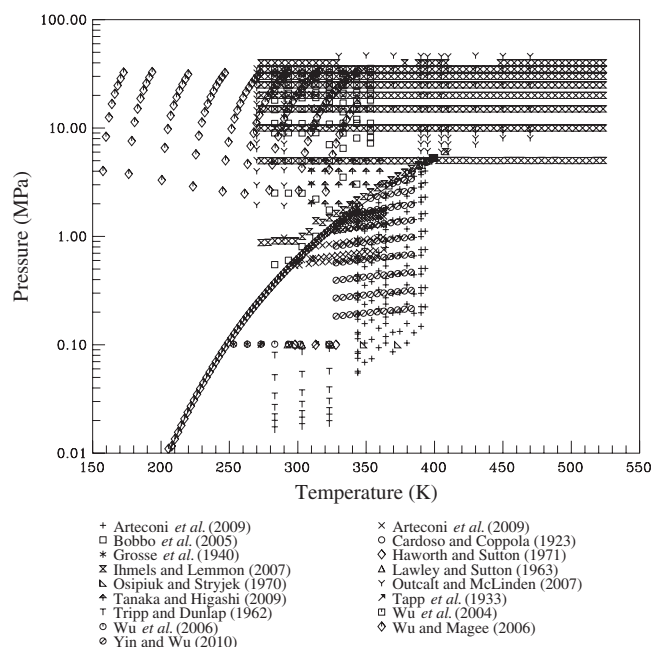 100.00
10.00
1.00
0.10
0.01
Pressure (MPa)
150 200 250 300 350 400 450 500 550
Temperature (K)
Arteconi et al. (2009)
Bobbo et al. (2005)
Grosse et al. (1940)
Ihmels and Lemmon (2007)
Osipiuk and Stryjek (1970)
Tanaka and Higashi (2009)
Tripp and Dunlap (1962)
Wu et al. (2006)
Yin and Wu (2010)
Arteconi et al. (2009)
Cardoso and Coppola (1923)
Haworth and Sutton (1971)
Lawley and Sutton (1963)
Outcalt and McLinden (2007)
Tapp et al. (1933)
Wu et al. (2004)
Wu and Magee (2006)